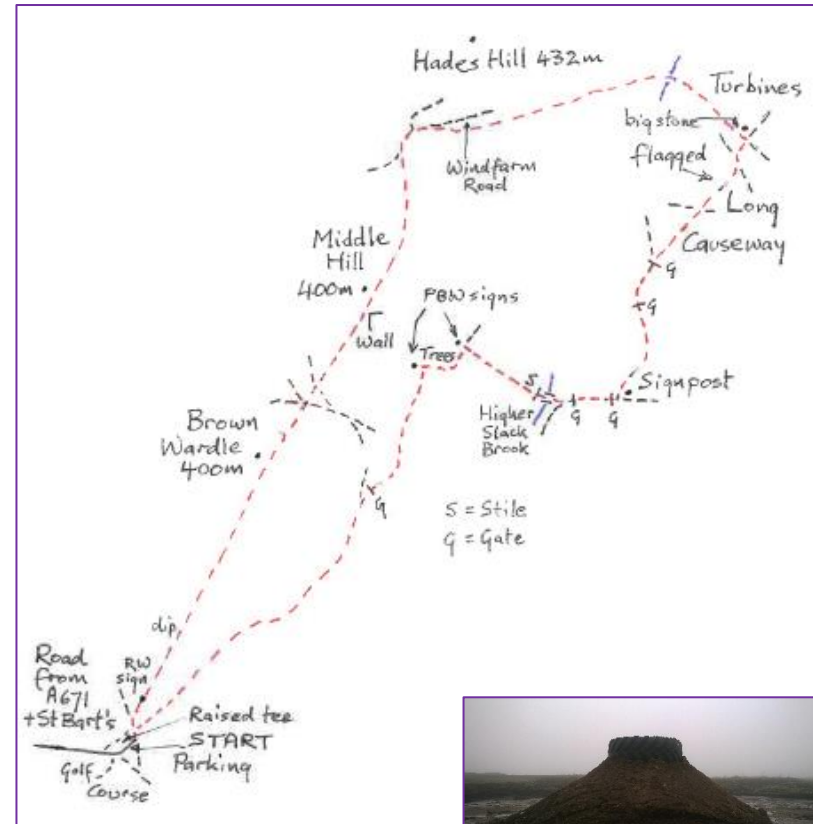 Hades Hill 432m
Turbines
big stone
flagged
Windfarm
Road
Long
Causeway
Middle
Hill
400m
G
PBW signs
G
Wall
Trees
Signpost
S
Brown
Wardle
400m
Higher
Slack
Brook
G
G
G
S = Stile
G = Gate
dip
Road
from
A671
+ St Bart's
RW
sign
Raised tee
START
Parking
Golf
Course